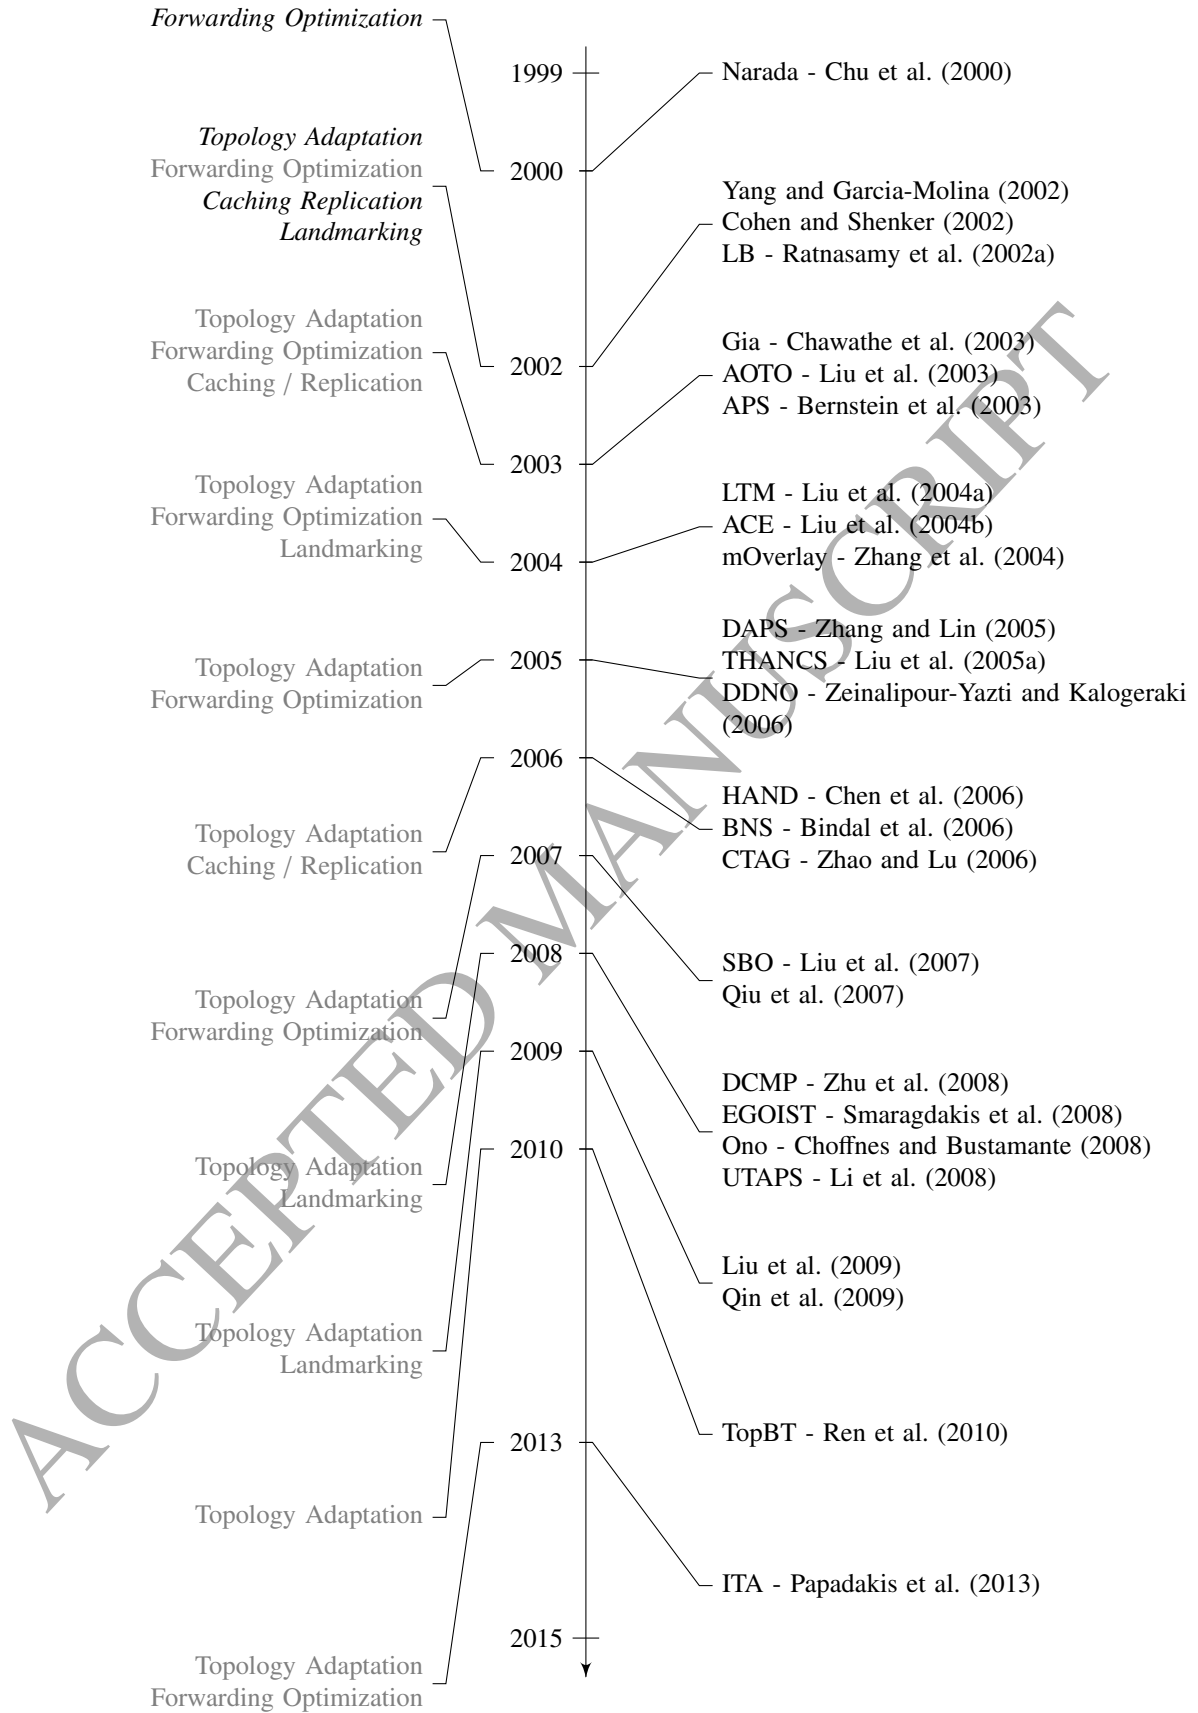 Forwarding Optimization
1999
Narada - Chu et al. (2000)
Topology Adaptation
Forwarding Optimization
Caching Replication
Landmarking
2000
Yang and Garcia-Molina (2002)
Cohen and Shenker (2002)
LB - Ratnasamy et al. (2002a)
Topology Adaptation
Forwarding Optimization
Caching / Replication
2002
Gia - Chawathe et al. (2003)
AOTO - Liu et al. (2003)
APS - Bernstein et al. (2003)
2003
Topology Adaptation
Forwarding Optimization
Landmarking
2004
LTM - Liu et al. (2004a)
ACE - Liu et al. (2004b)
mOverlay - Zhang et al. (2004)
Topology Adaptation
Forwarding Optimization
2005
DAPS - Zhang and Lin (2005)
THANCS - Liu et al. (2005a)
DDNO - Zeinalipour-Yazti and Kalogeraki
(2006)
2006
Topology Adaptation
Caching / Replication
HAND - Chen et al. (2006)
BNS - Bindal et al. (2006)
CTAG - Zhao and Lu (2006)
2007
Topology Adaptation
Forwarding Optimization
SBO - Liu et al. (2007)
Qiu et al. (2007)
2008
Topology Adaptation
Landmarking
DCMP - Zhu et al. (2008)
EGOIST - Smaragdakis et al. (2008)
Ono - Choffnes and Bustamante (2008)
UTAPS - Li et al. (2008)
2009
Topology Adaptation
Landmarking
Liu et al. (2009)
Qin et al. (2009)
2010
Topology Adaptation
TopBT - Ren et al. (2010)
2013
Topology Adaptation
Forwarding Optimization
ITA - Papadakis et al. (2013)
2015
ACCEPTED MANUSCRIPT